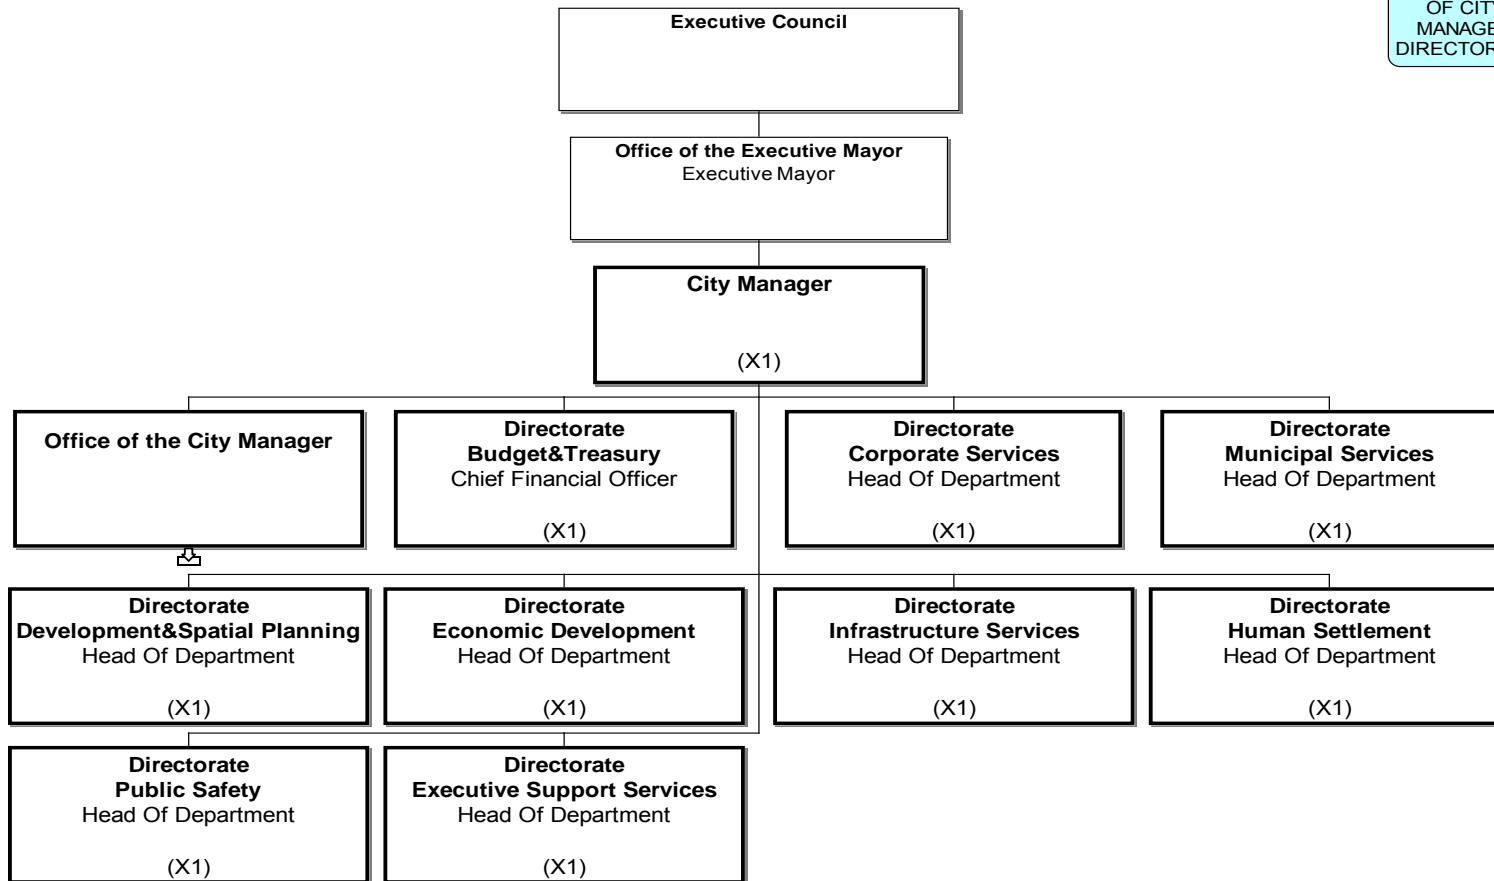 Executive Council
OF CITY
MANAGE
DIRECTOR
Office of the Executive Mayor
Executive Mayor
City Manager
(X1)
Office of the City Manager
Directorate
Budget&Treasury
Chief Financial Officer
(X1)
Directorate
Corporate Services
Head Of Department
(X1)
Directorate
Municipal Services
Head Of Department
(X1)
Directorate
Development&Spatial Planning
Head Of Department
(X1)
Directorate
Economic Development
Head Of Department
(X1)
Directorate
Infrastructure Services
Head Of Department
(X1)
Directorate
Human Settlement
Head Of Department
(X1)
Directorate
Public Safety
Head Of Department
(X1)
Directorate
Executive Support Services
Head Of Department
(X1)